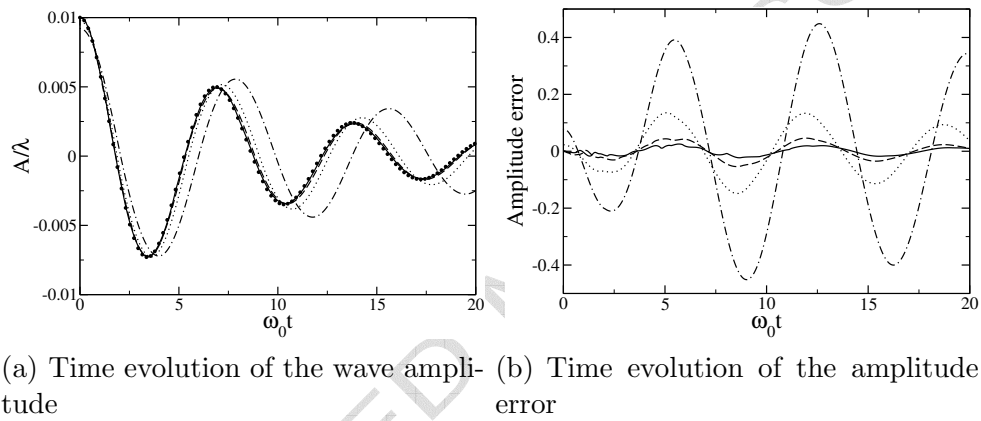 0.01
0.005
0
-0.005
-0.01
A/λ
0 5 10 15 20
ω₀t
0.4
0.2
0
-0.2
-0.4
Amplitude error
0 5 10 15 20
ω₀t
(a) Time evolution of the wave ampli-
tude
(b) Time evolution of the amplitude
error